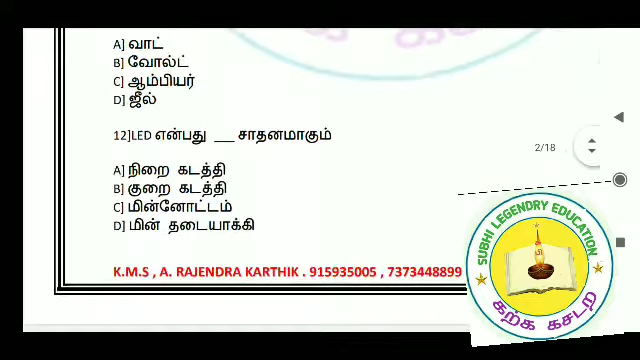 A] வாட்
B] வோல்ட்
C] ஆம்பியர்
D] ஜீல்
12]LED என்பது ___ சாதனமாகும்
2/18
A] நிறை கடத்தி
B] குறை கடத்தி
C] மின்னோட்டம்
D] மின் தடையாக்கி
K.M.S , A. RAJENDRA KARTHIK . 915935005 , 7373448899
SUBHI LEGENDRY EDUCATION
கற்க கசடற